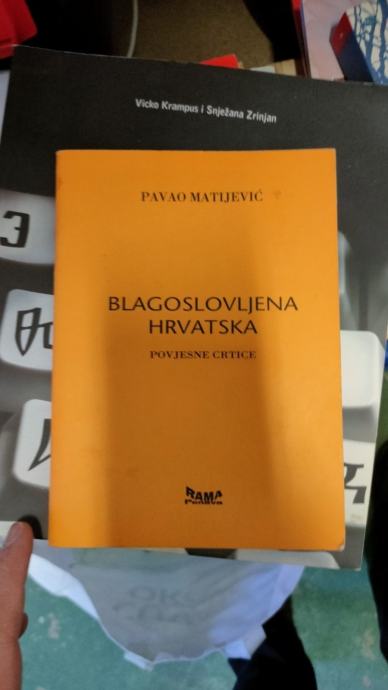 Vicko Krampus i Snježana Zrinjan
PAVAO MATIJEVIĆ
BLAGOSLOVLJENA
HRVATSKA
POVJESNE CRTICE
RAMA